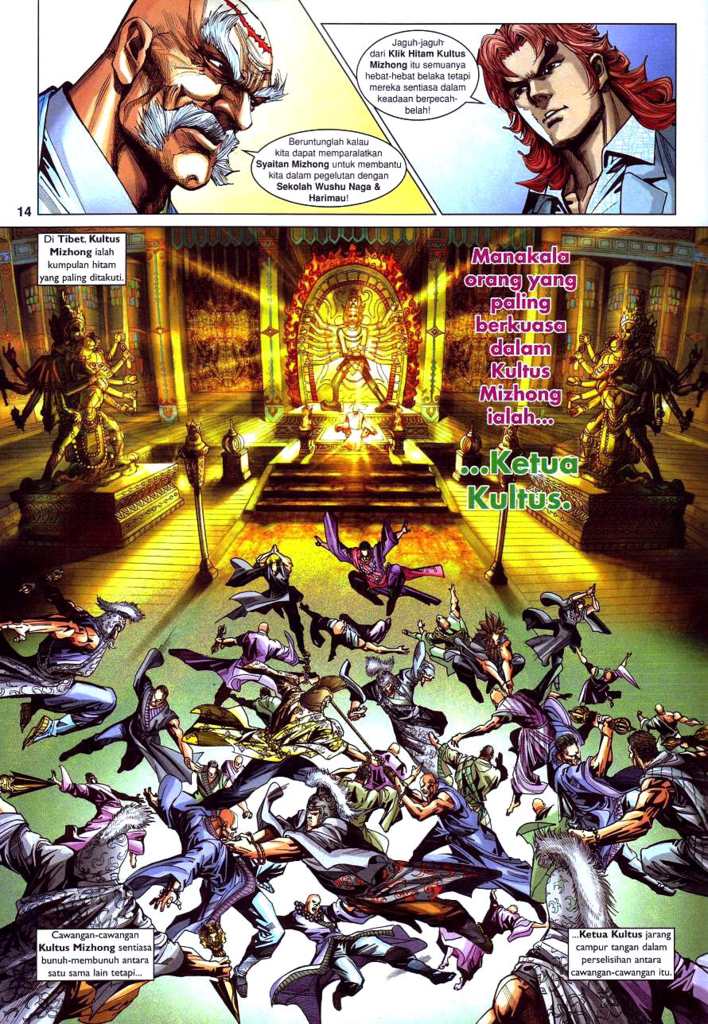 Jaguh-jaguh
dari Klik Hitam Kultus
Mizhong itu semuanya
hebat-hebat belaka tetapi
mereka sentiasa dalam
keadaan berpecah-
belah!
Beruntunglah kalau
kita dapat memparalatkan
Syaitan Mizhong untuk membantu
kita dalam pegelutan dengan
Sekolah Wushu Naga &
Harimau!
14
Di Tibet, Kultus
Mizhong ialah
kumpulan hitam
yang paling ditakuti.
Manakala
orang yang
paling
berkuasa
dalam
Kultus
Mizhong
ialah...
...Ketua
Kultus.
Cawangan-cawangan
Kultus Mizhong sentiasa
bunuh-membunuh antara
satu sama lain tetapi...
...Ketua Kultus jarang
campur tangan dalam
perselisihan antara
cawangan-cawangan itu.